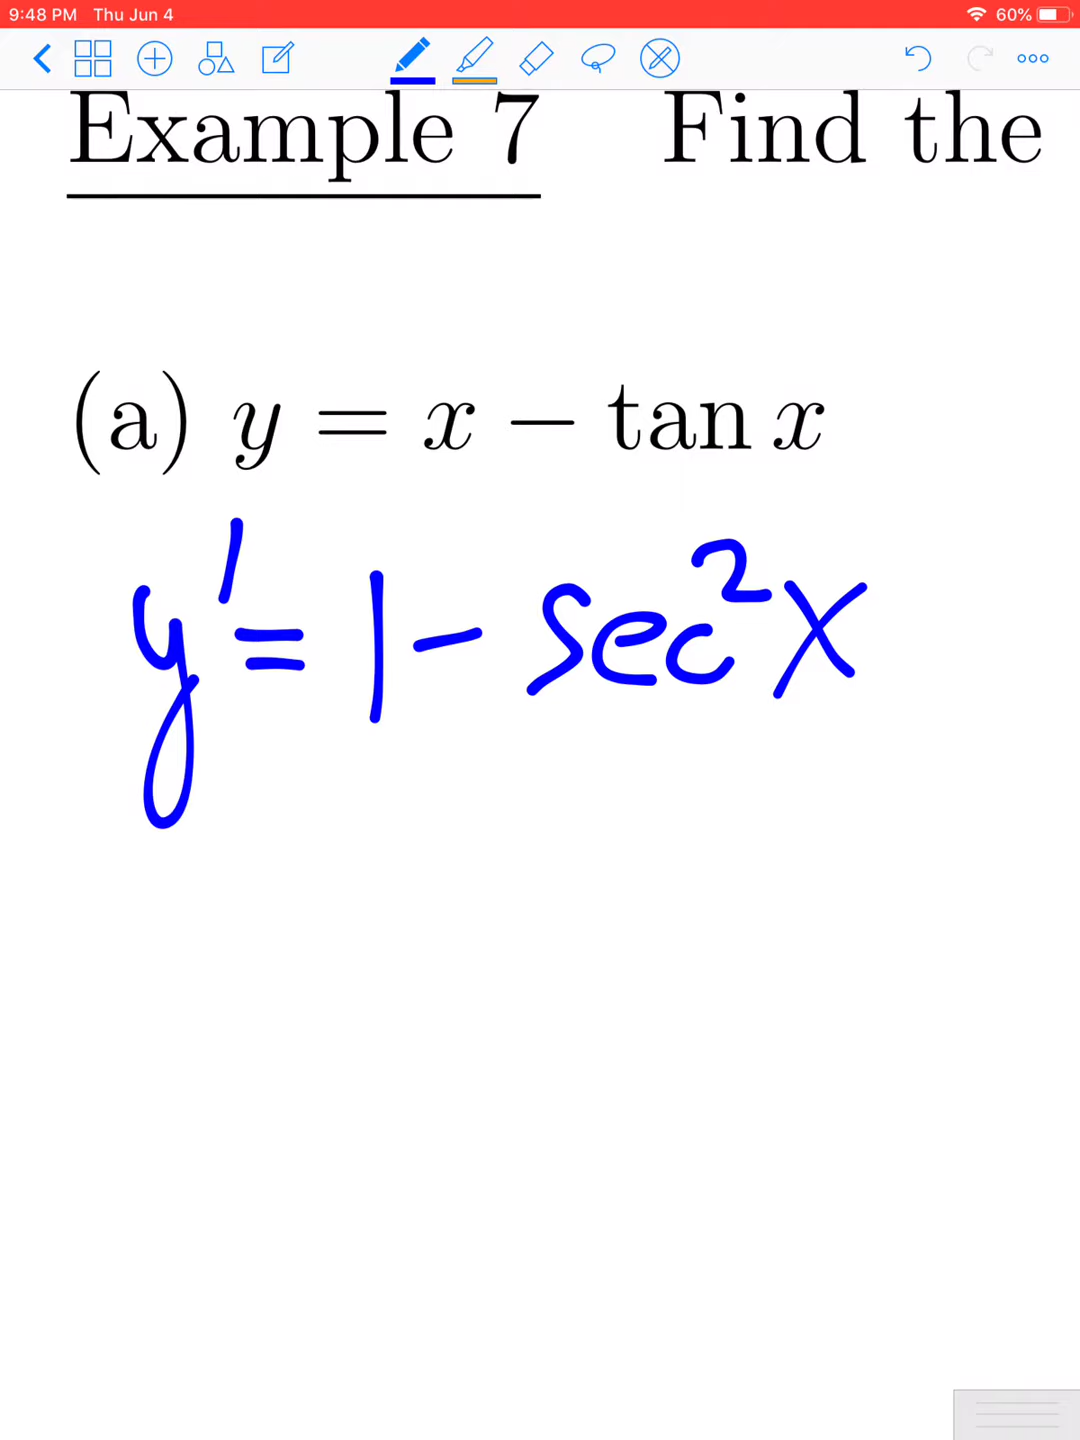 9:48 PM Thu Jun 4 60%
Example 7 Find the
(a) y = x − tan x
y' = 1 - sec²x